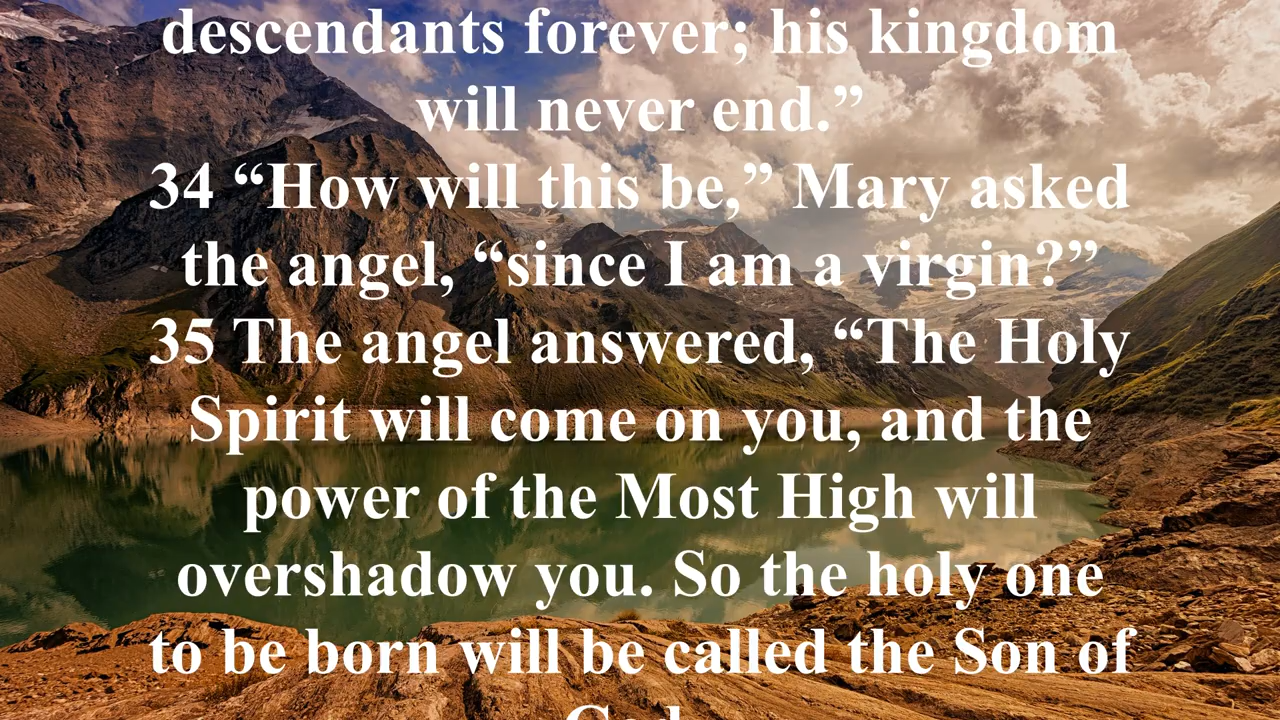 descendants forever; his kingdom
will never end.”
34 “How will this be,” Mary asked
the angel, “since I am a virgin?”
35 The angel answered, “The Holy
Spirit will come on you, and the
power of the Most High will
overshadow you. So the holy one
to be born will be called the Son of
God.